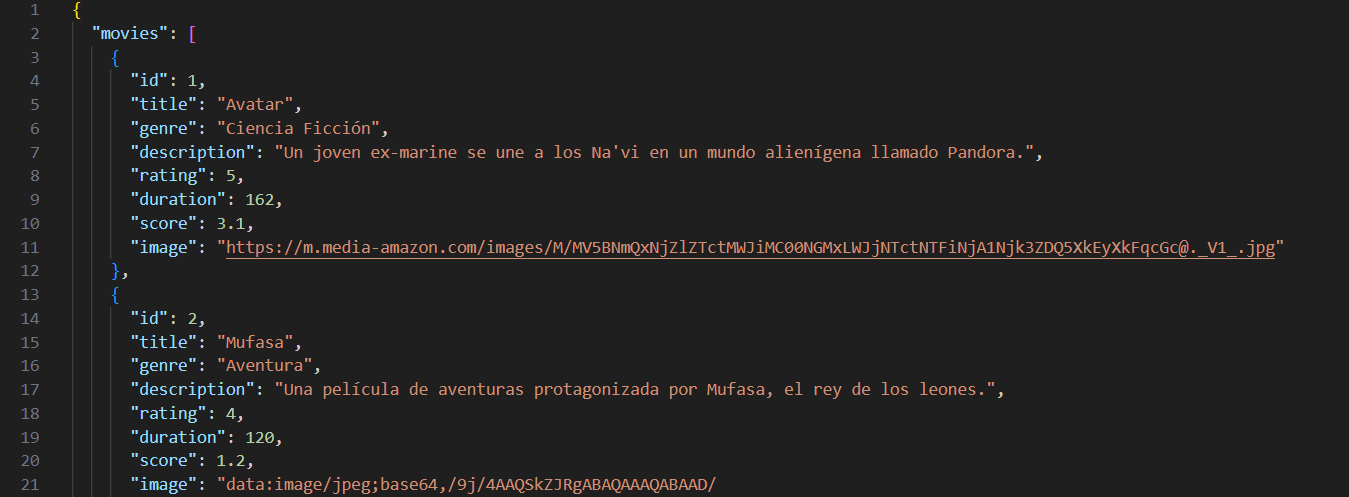 1 {
2 "movies": [
3 {
4 "id": 1,
5 "title": "Avatar",
6 "genre": "Ciencia Ficción",
7 "description": "Un joven ex-marine se une a los Na'vi en un mundo alienígena llamado Pandora.",
8 "rating": 5,
9 "duration": 162,
10 "score": 3.1,
11 "image": "https://m.media-amazon.com/images/M/MV5BNmQxNjZlZTctMWJiMC00NGMxLWJjNTctNTFiNjA1Njk3ZDQ5XkEyXkFqcGc@._V1_.jpg"
12 },
13 {
14 "id": 2,
15 "title": "Mufasa",
16 "genre": "Aventura",
17 "description": "Una película de aventuras protagonizada por Mufasa, el rey de los leones.",
18 "rating": 4,
19 "duration": 120,
20 "score": 1.2,
21 "image": "data:image/jpeg;base64,/9j/4AAQSkZJRgABAQAAAQABAAD/